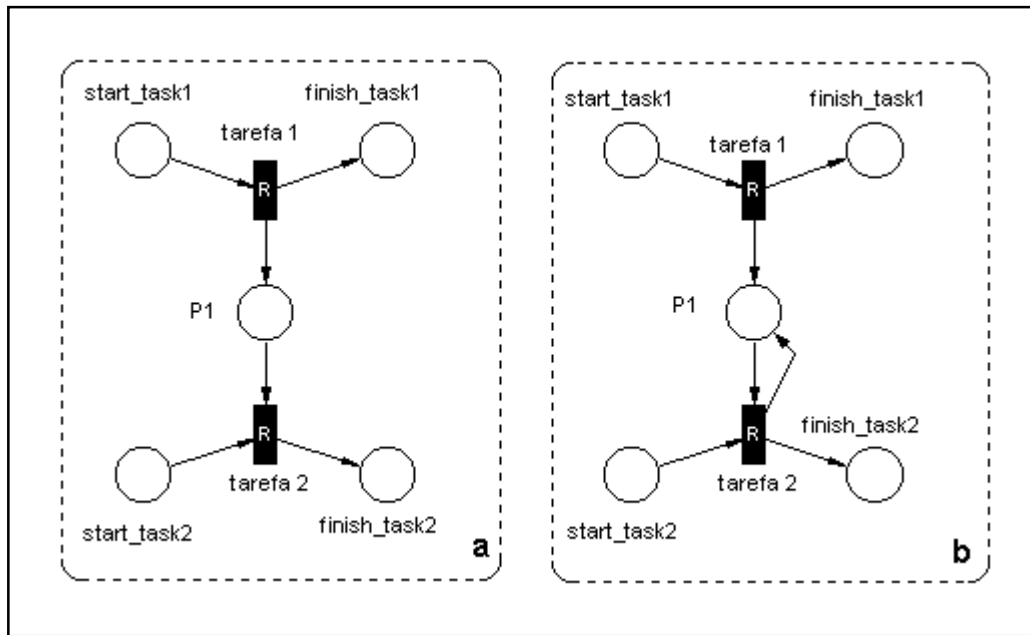 start_task1
finish_task1
tarefa 1
R
P1
R
tarefa 2
start_task2
finish_task2
a
start_task1
finish_task1
tarefa 1
R
P1
R
finish_task2
tarefa 2
start_task2
b